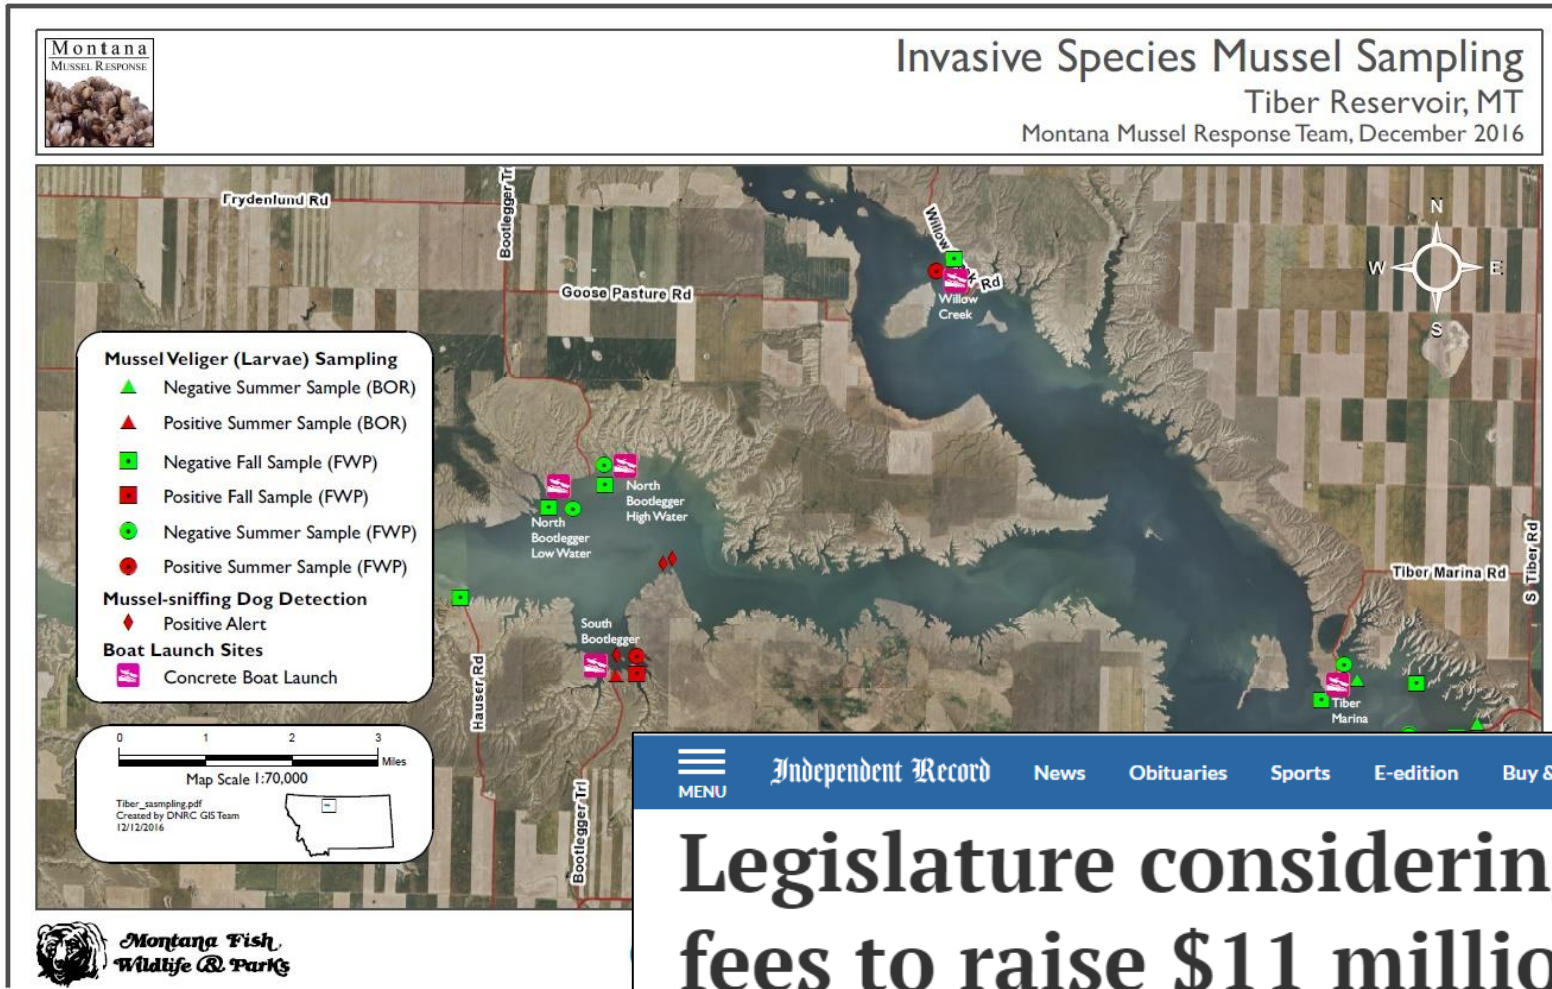 Montana
MUSSEL RESPONSE
Invasive Species Mussel Sampling
Tiber Reservoir, MT
Montana Mussel Response Team, December 2016
Frydenlund Rd
Bootlegger Tr
Goose Pasture Rd
Willow
k Rd
Willow
Creek
N
W
E
S
Mussel Veliger (Larvae) Sampling
Negative Summer Sample (BOR)
Positive Summer Sample (BOR)
Negative Fall Sample (FWP)
Positive Fall Sample (FWP)
Negative Summer Sample (FWP)
Positive Summer Sample (FWP)
Mussel-sniffing Dog Detection
Positive Alert
Boat Launch Sites
Concrete Boat Launch
North
Bootlegger
High Water
North
Bootlegger
Low Water
South
Bootlegger
Hauser Rd
Bootlegger Trl
Tiber Marina Rd
S Tiber Rd
Tiber
Marina
0 1 2 3
Miles
Map Scale 1:70,000
Tiber_sasmpling.pdf
Created by DNRC GIS Team
12/12/2016
Montana Fish,
Wildlife & Parks
MENU
Independent Record
News
Obituaries
Sports
E-edition
Buy &
Legislature considerin
fees to raise $11 millio